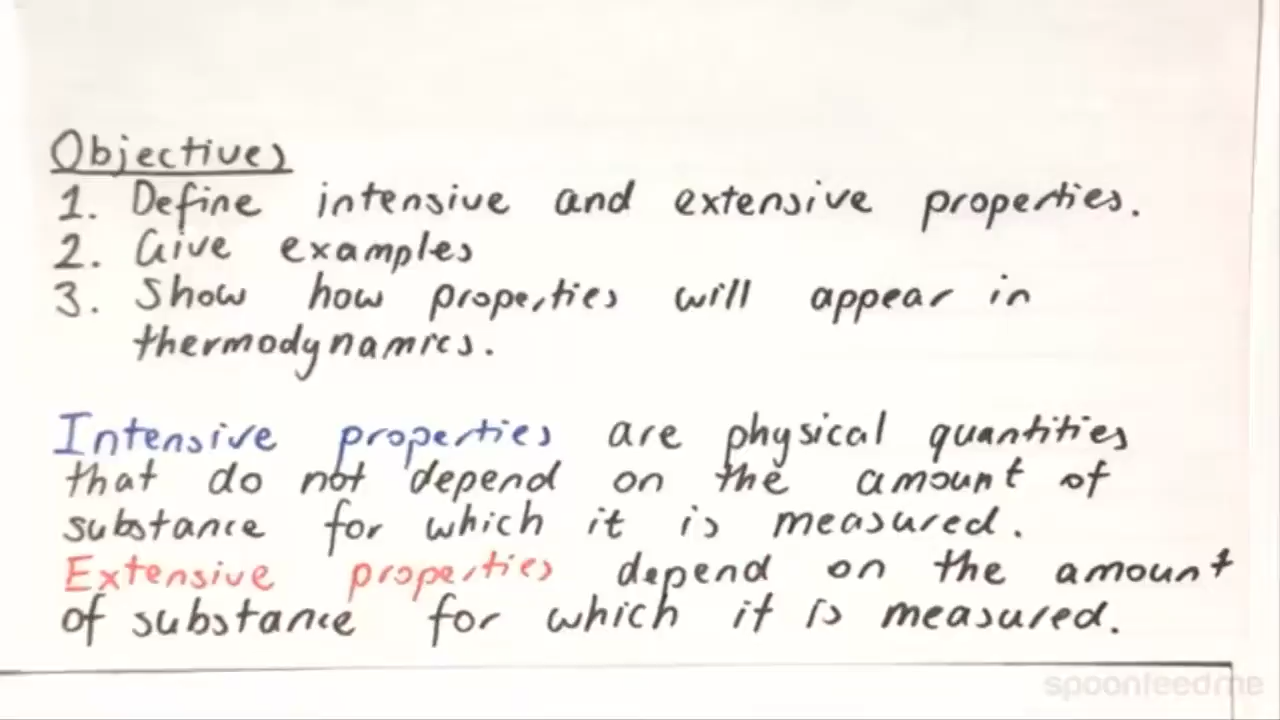 Objectives
1. Define intensive and extensive properties.
2. Give examples
3. Show how properties will appear in
thermodynamics.
Intensive properties are physical quantities
that do not depend on the amount of
substance for which it is measured.
Extensive properties depend on the amount
of substance for which it is measured.
spoonfeedme